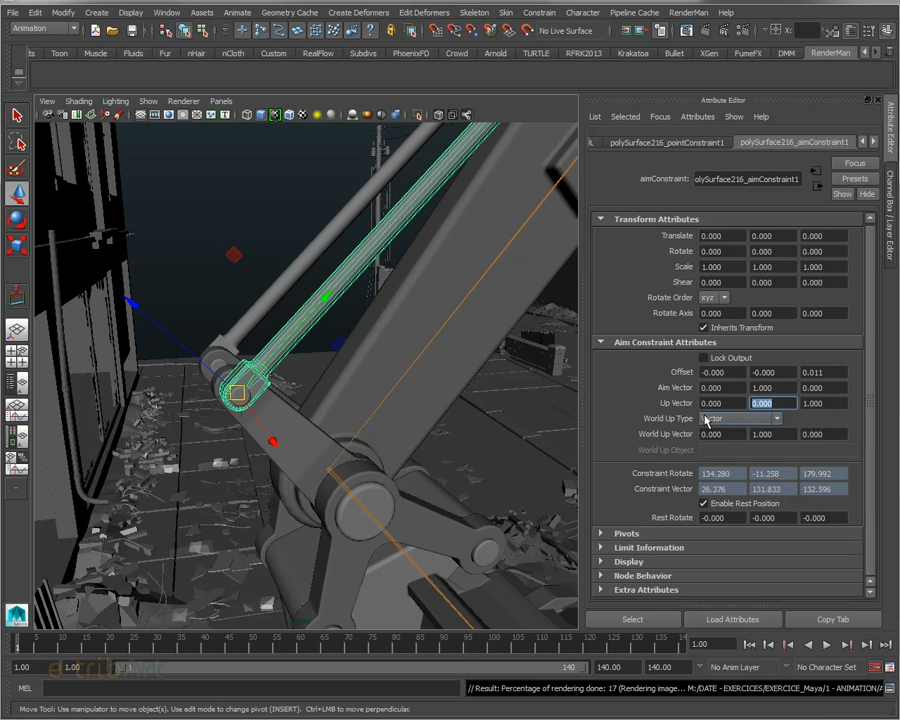 File Edit Modify Create Display Window Assets Animate Geometry Cache Create Deformers Edit Deformers Skeleton Skin Constrain Character Pipeline Cache RenderMan
Animation No Live Surface
Toon Muscle Fluids Fur nHair nCloth Custom RealFlow Subdivs PhoenixFD Crowd Arnold TURTLE RFRK2013 Krakatoa Bullet XGen FumeFX DMM RenderMan
View Shading Lighting Show Renderer Panels
Attribute Editor
List Selected Focus Attributes Show Help
polySurface216_pointConstraint1 polySurface216_aimConstraint1
Focus
aimConstraint: olySurface216_aimConstraint1 Presets
Show Hide
Transform Attributes
Translate 0.000 0.000 0.000
Rotate 0.000 0.000 0.000
Scale 1.000 1.000 1.000
Shear 0.000 0.000 0.000
Rotate Order xyz
Rotate Axis 0.000 0.000 0.000
Inherits Transform
Aim Constraint Attributes
Lock Output
Offset -0.000 -0.000 0.011
Aim Vector 0.000 1.000 0.000
Up Vector 0.000 0.000 1.000
World Up Type Vector
World Up Vector 0.000 1.000 0.000
World Up Object
Constraint Rotate 134.280 -11.258 179.992
Constraint Vector 26.376 131.833 132.596
Enable Rest Position
Rest Rotate -0.000 -0.000 -0.000
Pivots
Limit Information
Display
Node Behavior
Extra Attributes
Select Load Attributes Copy Tab
Attribute Editor
Channel Box / Layer Editor
5 10 15 20 25 30 35 40 45 50 55 60 65 70 75 80 85 90 95 100 105 110 115 120 125 130 135 14 1.00
1.00 1.00 1 140 140.00 140.00 No Anim Layer No Character Set
MEL // Result: Percentage of rendering done: 17 (Rendering image... M:/DATE - EXERCICES/EXERCICE_Maya/1 - ANIMATION/A
Move Tool: Use manipulator to move object(s). Use edit mode to change pivot (INSERT). Ctrl+LMB to move perpendicular.